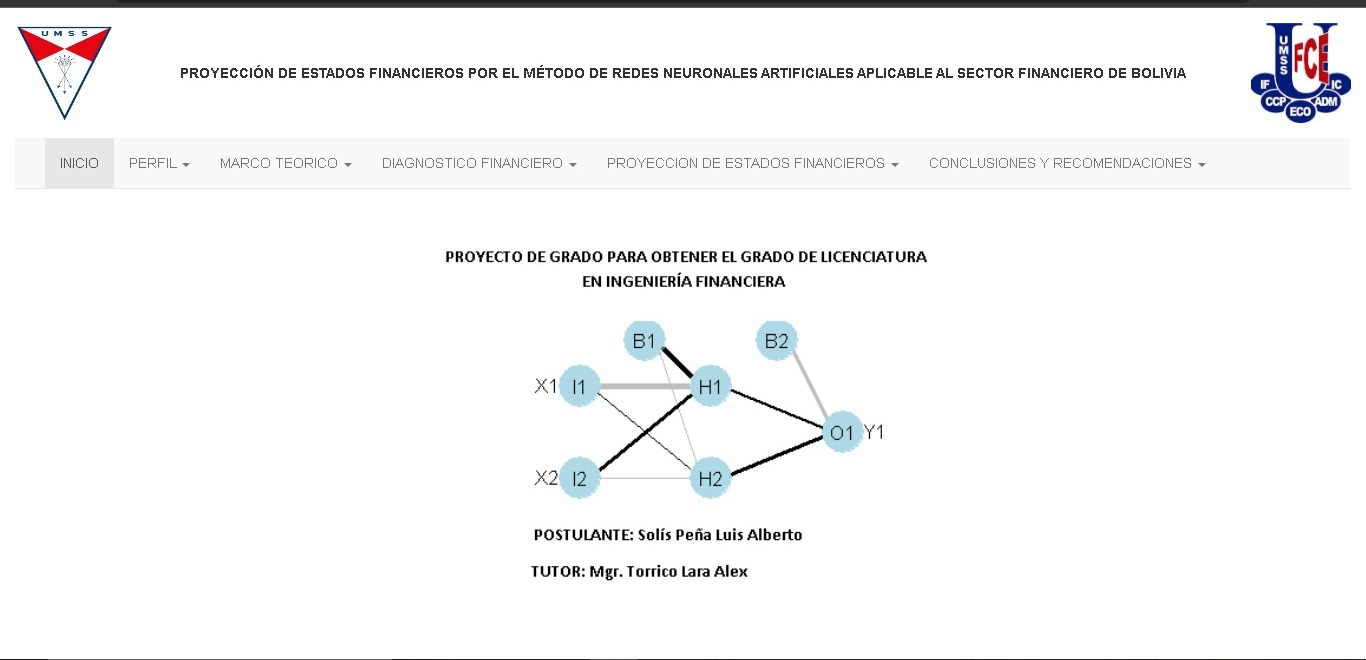 UMSS
PROYECCIÓN DE ESTADOS FINANCIEROS POR EL MÉTODO DE REDES NEURONALES ARTIFICIALES APLICABLE AL SECTOR FINANCIERO DE BOLIVIA
UMSS
FCE
IF
IC
CCP
ADM
ECO
INICIO PERFIL MARCO TEORICO DIAGNOSTICO FINANCIERO PROYECCION DE ESTADOS FINANCIEROS CONCLUSIONES Y RECOMENDACIONES
PROYECTO DE GRADO PARA OBTENER EL GRADO DE LICENCIATURA
EN INGENIERÍA FINANCIERA
B1 B2
X1 I1 H1
O1 Y1
X2 I2 H2
POSTULANTE: Solís Peña Luis Alberto
TUTOR: Mgr. Torrico Lara Alex